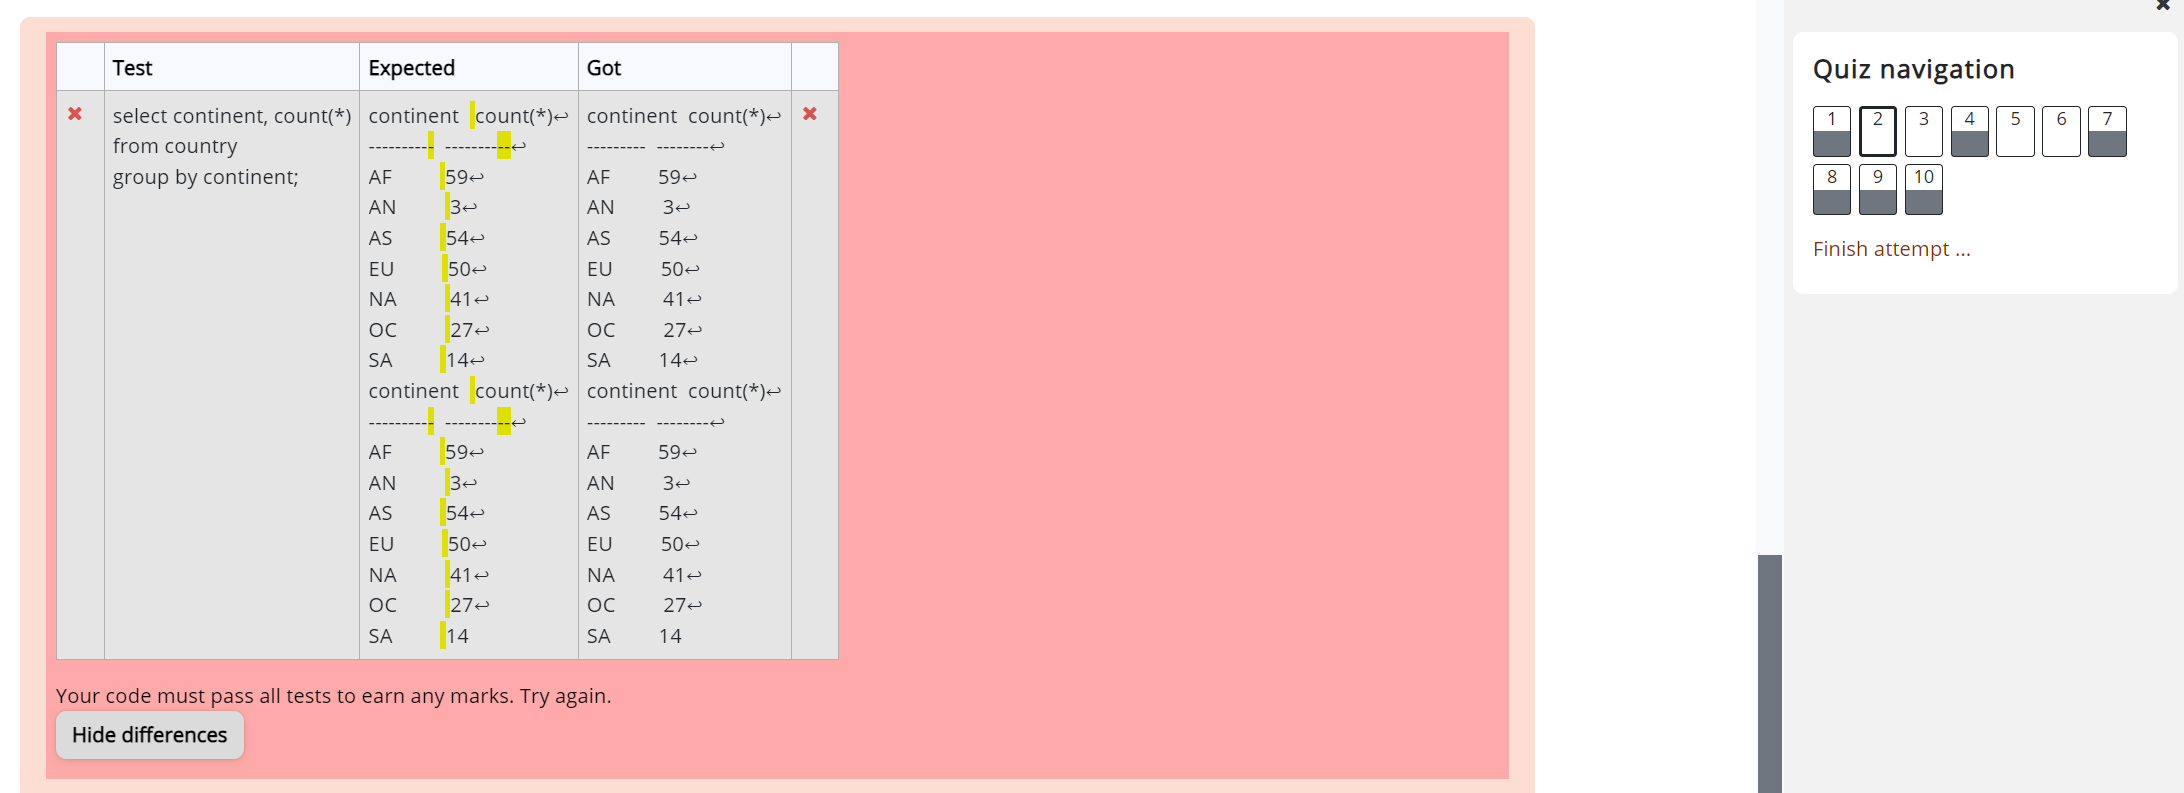 Test Expected Got
select continent, count(*) continent  count(*)↩ continent  count(*)↩
from country ----------  ----------↩ ---------  --------↩
group by continent; AF 59↩ AF 59↩
AN 3↩ AN 3↩
AS 54↩ AS 54↩
EU 50↩ EU 50↩
NA 41↩ NA 41↩
OC 27↩ OC 27↩
SA 14↩ SA 14↩
continent  count(*)↩ continent  count(*)↩
----------  ----------↩ ---------  --------↩
AF 59↩ AF 59↩
AN 3↩ AN 3↩
AS 54↩ AS 54↩
EU 50↩ EU 50↩
NA 41↩ NA 41↩
OC 27↩ OC 27↩
SA 14 SA 14
Your code must pass all tests to earn any marks. Try again.
Hide differences
Quiz navigation
1 2 3 4 5 6 7
8 9 10
Finish attempt ...